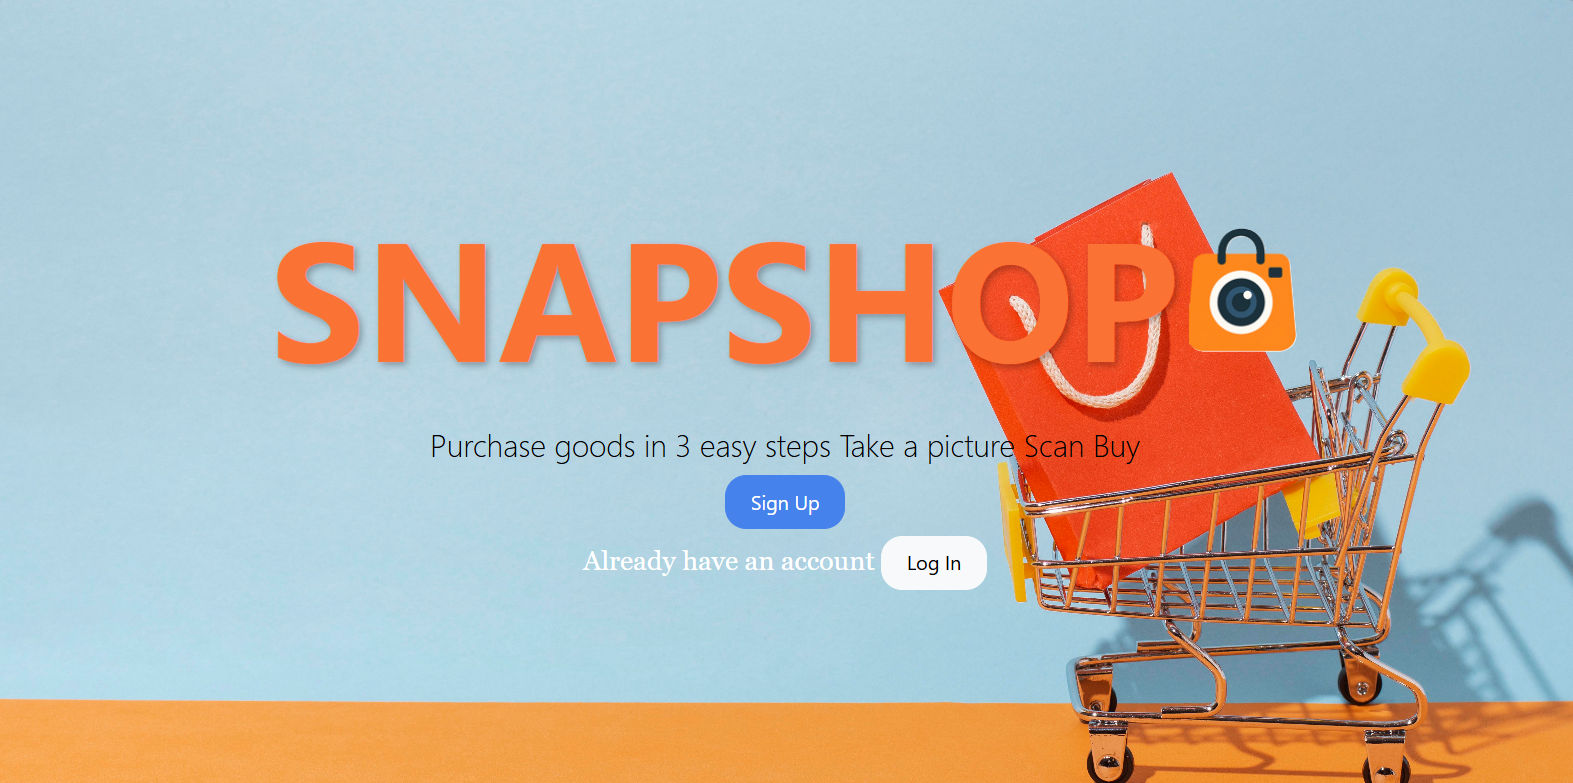 SNAPSHOP
Purchase goods in 3 easy steps Take a picture Scan Buy
Sign Up
Already have an account Log In